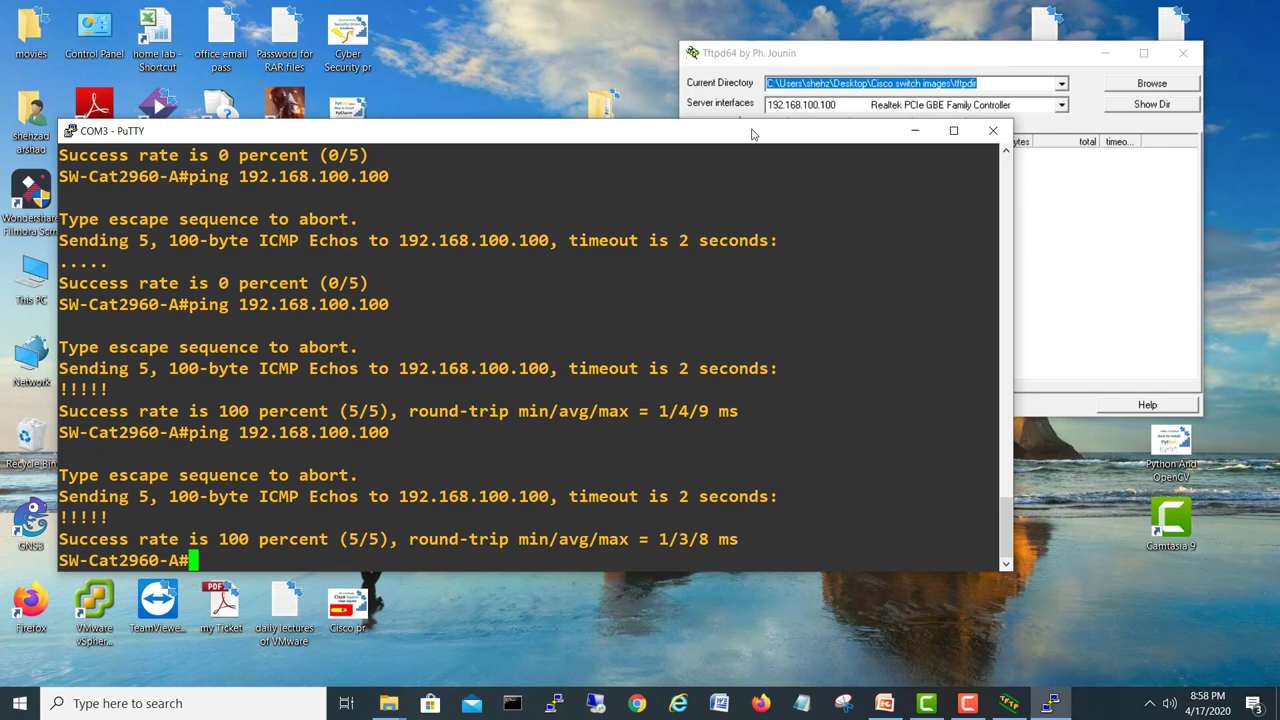 movies
Control Panel
home lab -
Shortcut
office email
pass
Password for
RAR files
Cyber
Security pr
shehzad
arshad
Wondershare
Filmora Scr
This PC
Network
Recycle Bin
GNS3
Tftpd64 by Ph. Jounin
Current Directory
C:\Users\shehz\Desktop\Cisco switch images\tftpdir
Browse
Server interfaces
192.168.100.100 Realtek PCIe GBE Family Controller
Show Dir
total timeo...
Help
COM3 - PuTTY
Success rate is 0 percent (0/5)
SW-Cat2960-A#ping 192.168.100.100
Type escape sequence to abort.
Sending 5, 100-byte ICMP Echos to 192.168.100.100, timeout is 2 seconds:
.....
Success rate is 0 percent (0/5)
SW-Cat2960-A#ping 192.168.100.100
Type escape sequence to abort.
Sending 5, 100-byte ICMP Echos to 192.168.100.100, timeout is 2 seconds:
!!!!!
Success rate is 100 percent (5/5), round-trip min/avg/max = 1/4/9 ms
SW-Cat2960-A#ping 192.168.100.100
Type escape sequence to abort.
Sending 5, 100-byte ICMP Echos to 192.168.100.100, timeout is 2 seconds:
!!!!!
Success rate is 100 percent (5/5), round-trip min/avg/max = 1/3/8 ms
SW-Cat2960-A#
Python And
OpenCV
Camtasia 9
Firefox
VMware
vSpher...
TeamViewe...
PDF
my Ticket
daily lectures
of VMware
Cisco pr
Type here to search
8:58 PM
4/17/2020
3